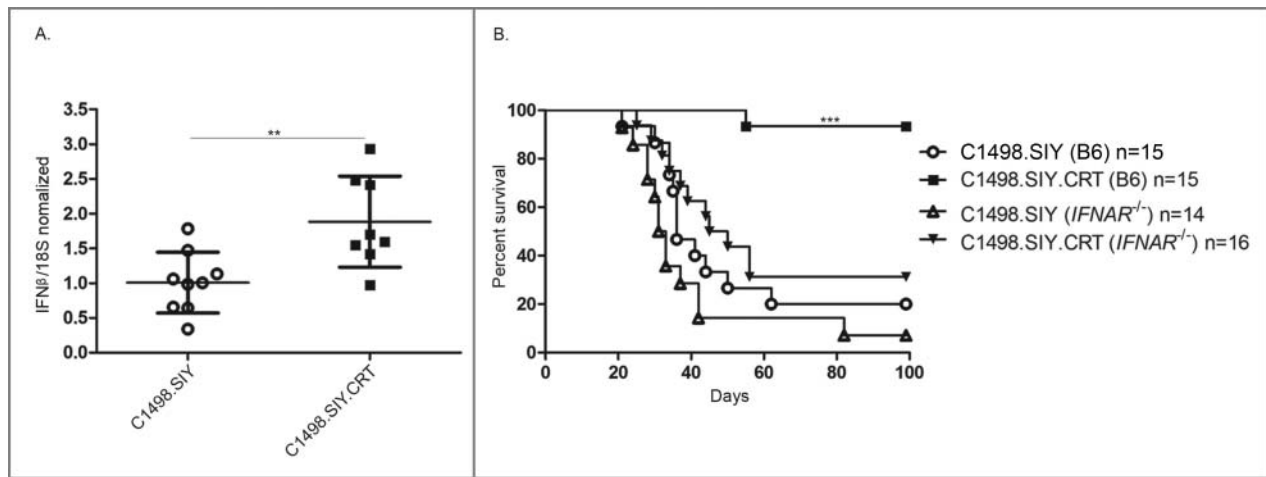 A.
3.5
3.0
2.5
2.0
1.5
1.0
0.5
0.0
IFNβ/18S nomalized
**
C1498.SIY
C1498.SIY.CRT
B.
100
80
60
40
20
0
Percent survival
***
0 20 40 60 80 100
Days
C1498.SIY (B6) n=15
C1498.SIY.CRT (B6) n=15
C1498.SIY (IFNAR-/-) n=14
C1498.SIY.CRT (IFNAR-/-) n=16